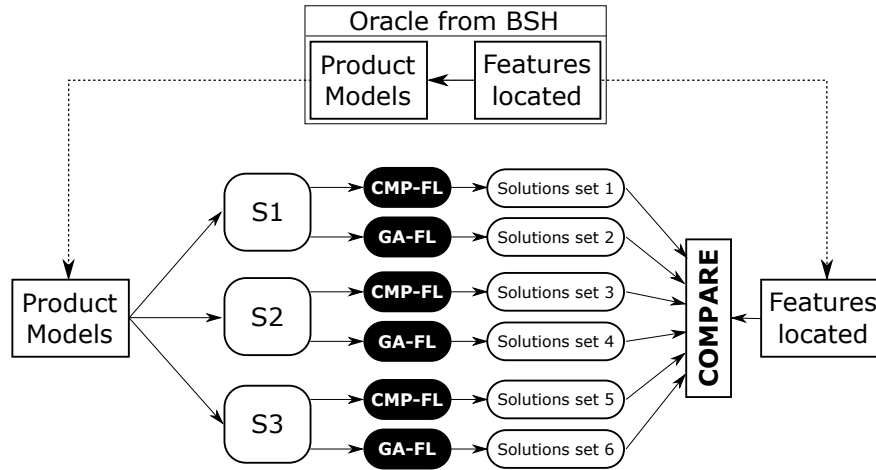 Oracle from BSH
Product
Models
Features
located
S1
CMP-FL
Solutions set 1
GA-FL
Solutions set 2
Product
Models
S2
CMP-FL
Solutions set 3
GA-FL
Solutions set 4
S3
CMP-FL
Solutions set 5
GA-FL
Solutions set 6
COMPARE
Features
located